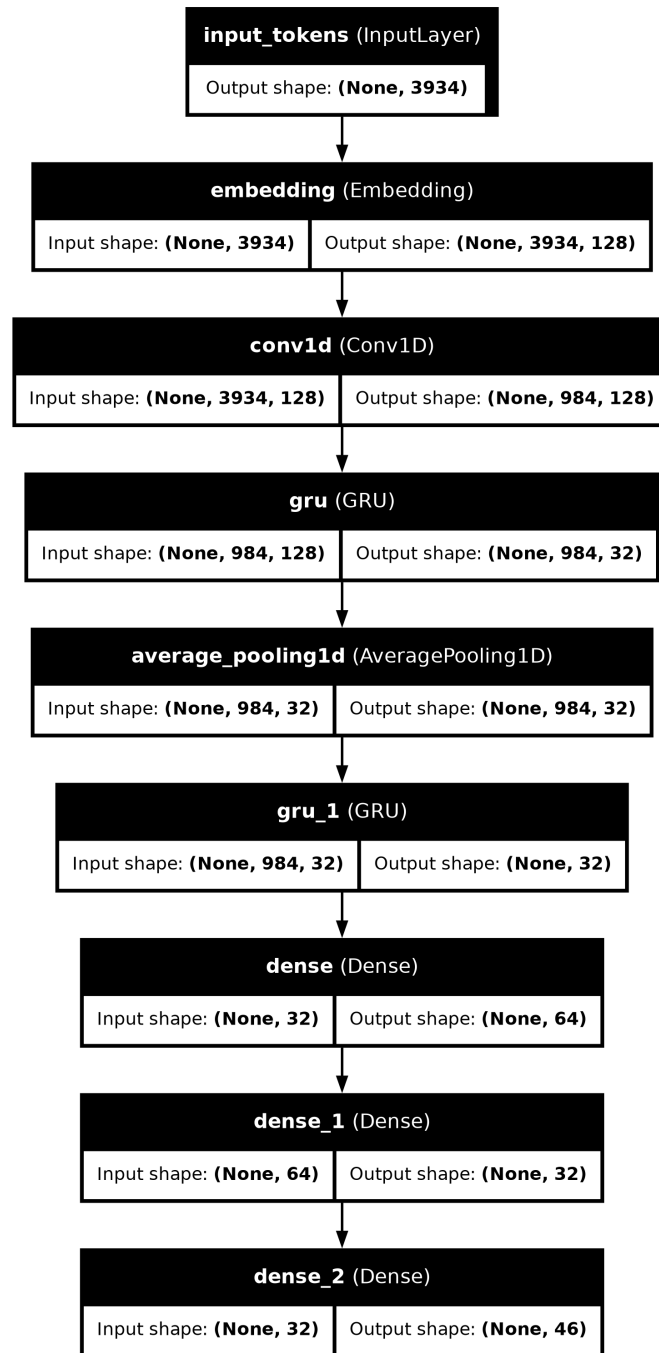 input_tokens (InputLayer)
Output shape: (None, 3934)
embedding (Embedding)
Input shape: (None, 3934) Output shape: (None, 3934, 128)
conv1d (Conv1D)
Input shape: (None, 3934, 128) Output shape: (None, 984, 128)
gru (GRU)
Input shape: (None, 984, 128) Output shape: (None, 984, 32)
average_pooling1d (AveragePooling1D)
Input shape: (None, 984, 32) Output shape: (None, 984, 32)
gru_1 (GRU)
Input shape: (None, 984, 32) Output shape: (None, 32)
dense (Dense)
Input shape: (None, 32) Output shape: (None, 64)
dense_1 (Dense)
Input shape: (None, 64) Output shape: (None, 32)
dense_2 (Dense)
Input shape: (None, 32) Output shape: (None, 46)